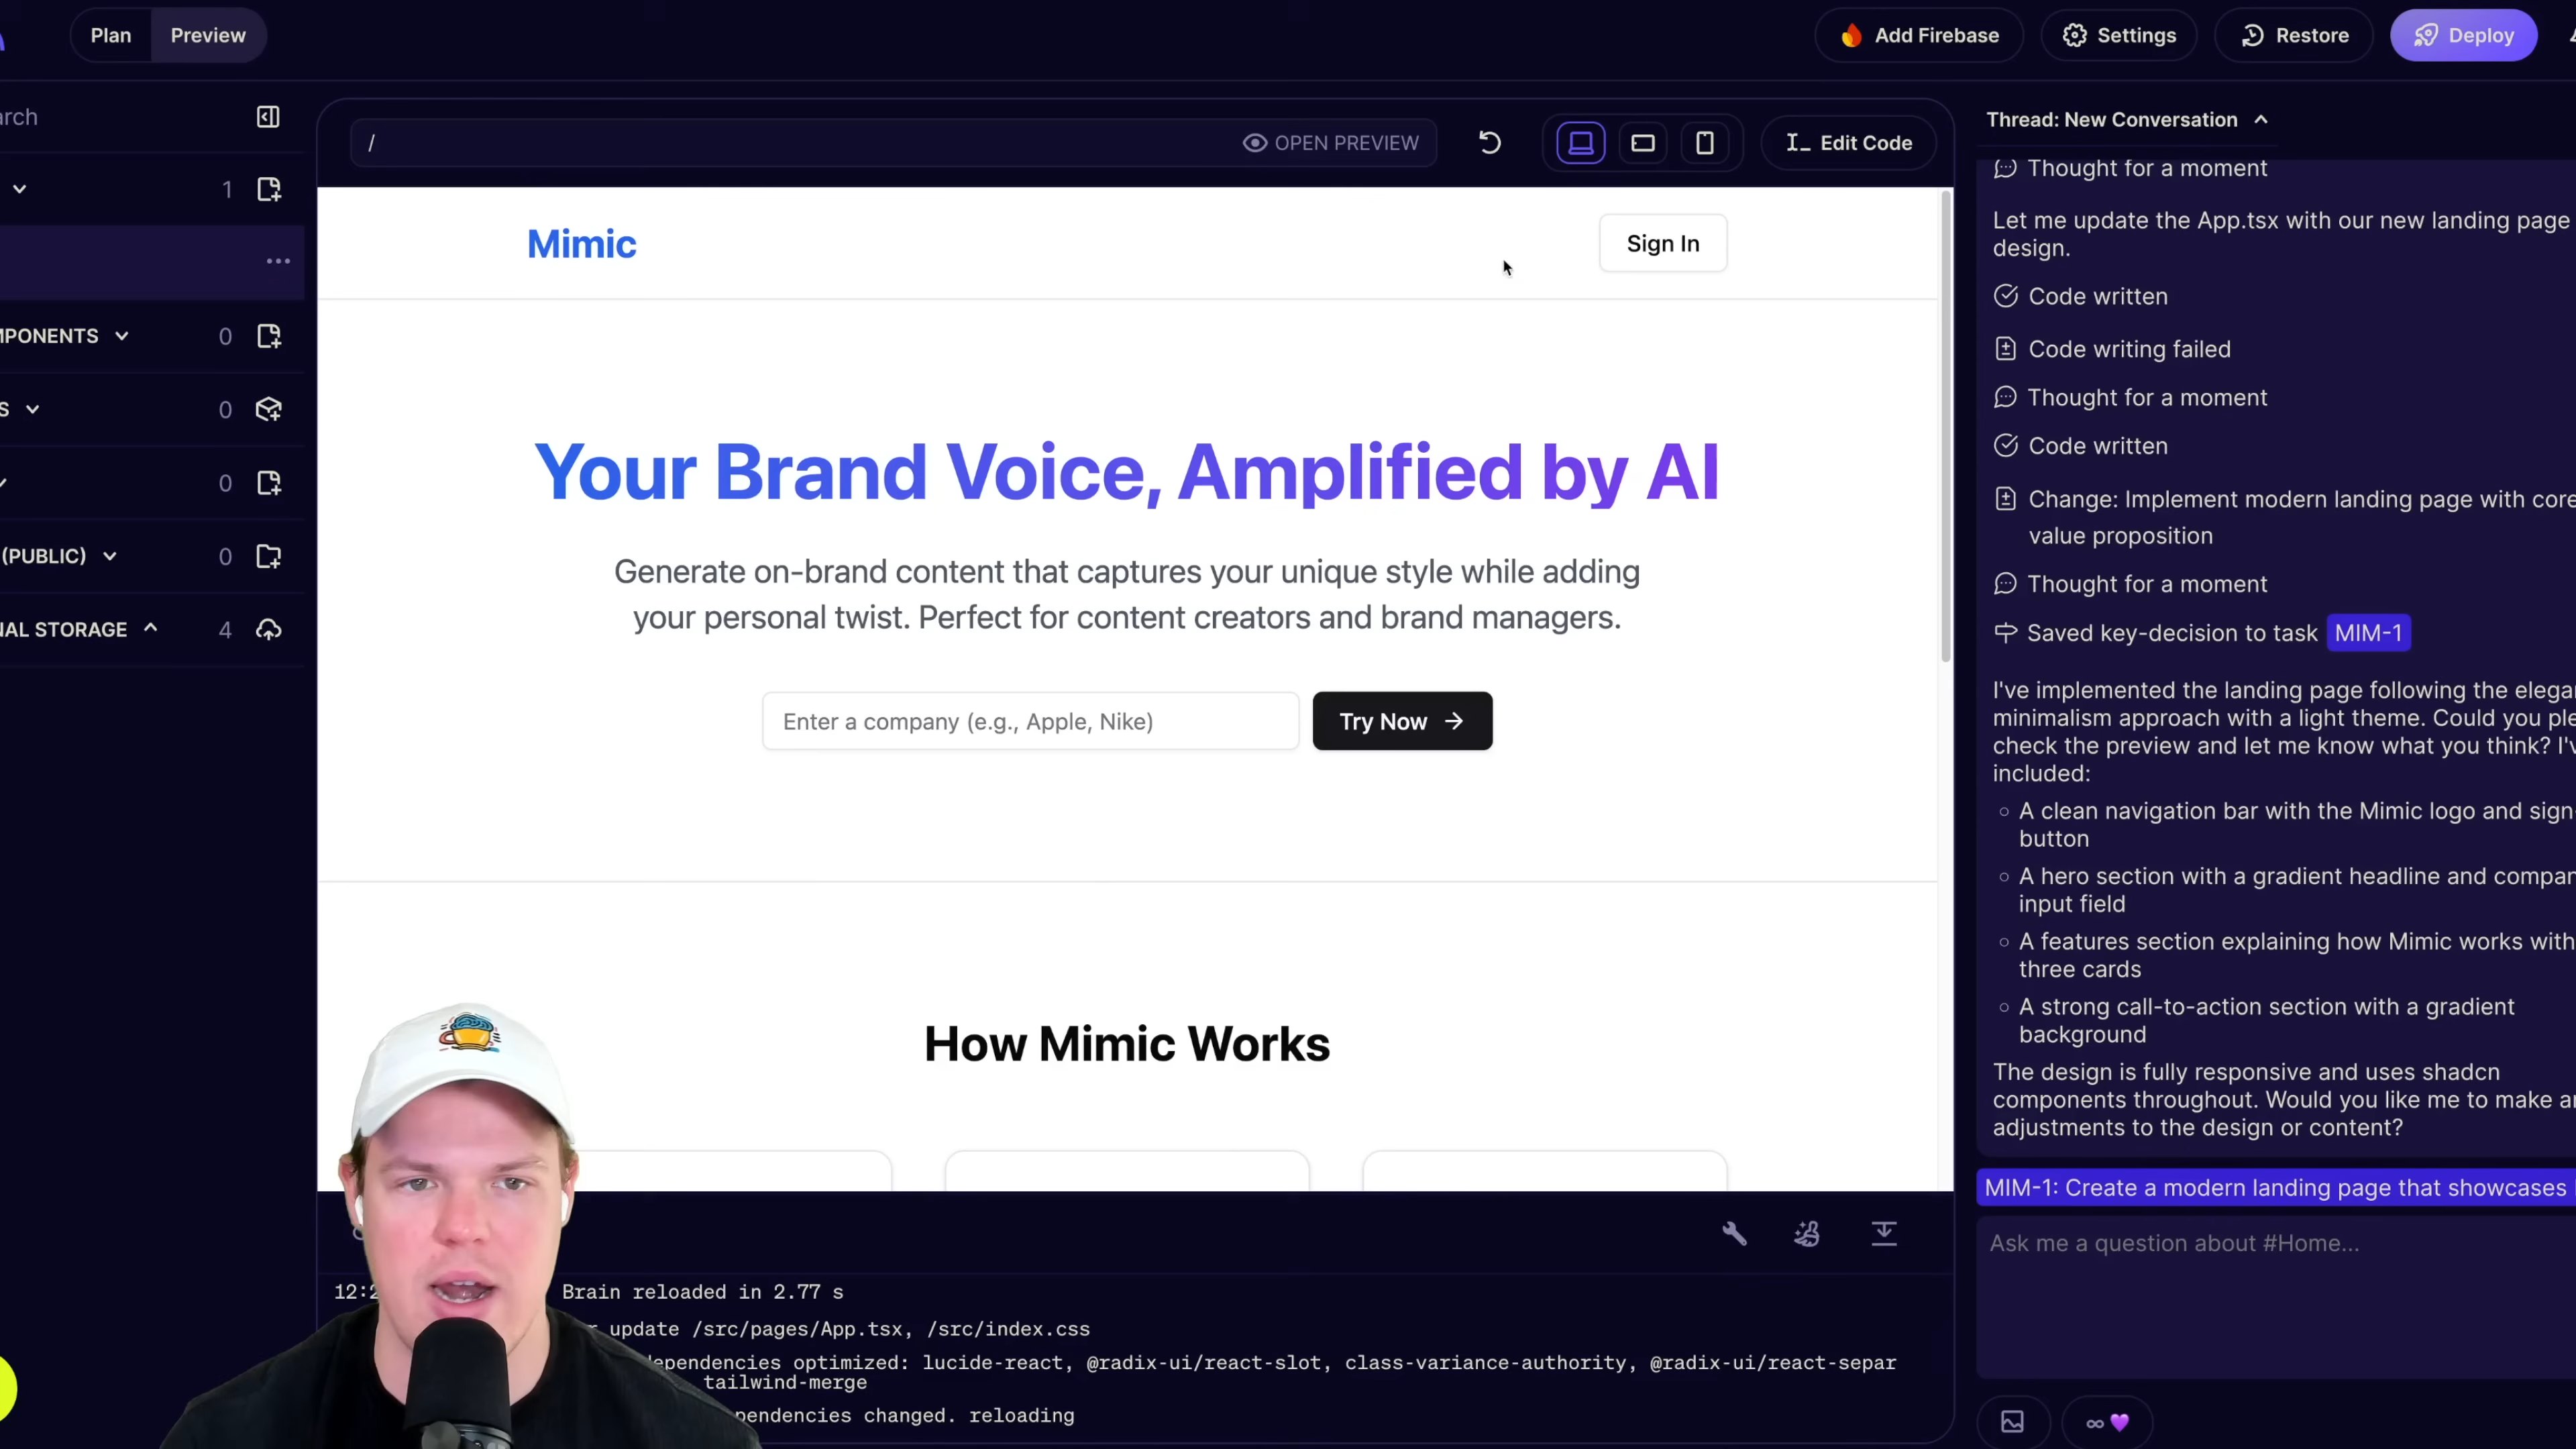 Plan
Preview
Add Firebase
Settings
Restore
Deploy
/
OPEN PREVIEW
Edit Code
1
0
0
0
(PUBLIC)
0
STORAGE
4
Mimic
Sign In
Your Brand Voice, Amplified by AI
Generate on-brand content that captures your unique style while adding
your personal twist. Perfect for content creators and brand managers.
Enter a company (e.g., Apple, Nike)
Try Now
How Mimic Works
Brain reloaded in 2.77 s
update /src/pages/App.tsx, /src/index.css
ependencies optimized: lucide-react, @radix-ui/react-slot, class-variance-authority, @radix-ui/react-separ
tailwind-merge
pendencies changed. reloading
Thread: New Conversation
Thought for a moment
Let me update the App.tsx with our new landing page
design.
Code written
Code writing failed
Thought for a moment
Code written
Change: Implement modern landing page with core
value proposition
Thought for a moment
Saved key-decision to task MIM-1
I've implemented the landing page following the elegan
minimalism approach with a light theme. Could you ple
check the preview and let me know what you think? I'v
included:
A clean navigation bar with the Mimic logo and sign-
button
A hero section with a gradient headline and compan
input field
A features section explaining how Mimic works with
three cards
A strong call-to-action section with a gradient
background
The design is fully responsive and uses shadcn
components throughout. Would you like me to make an
adjustments to the design or content?
MIM-1: Create a modern landing page that showcases
Ask me a question about #Home...